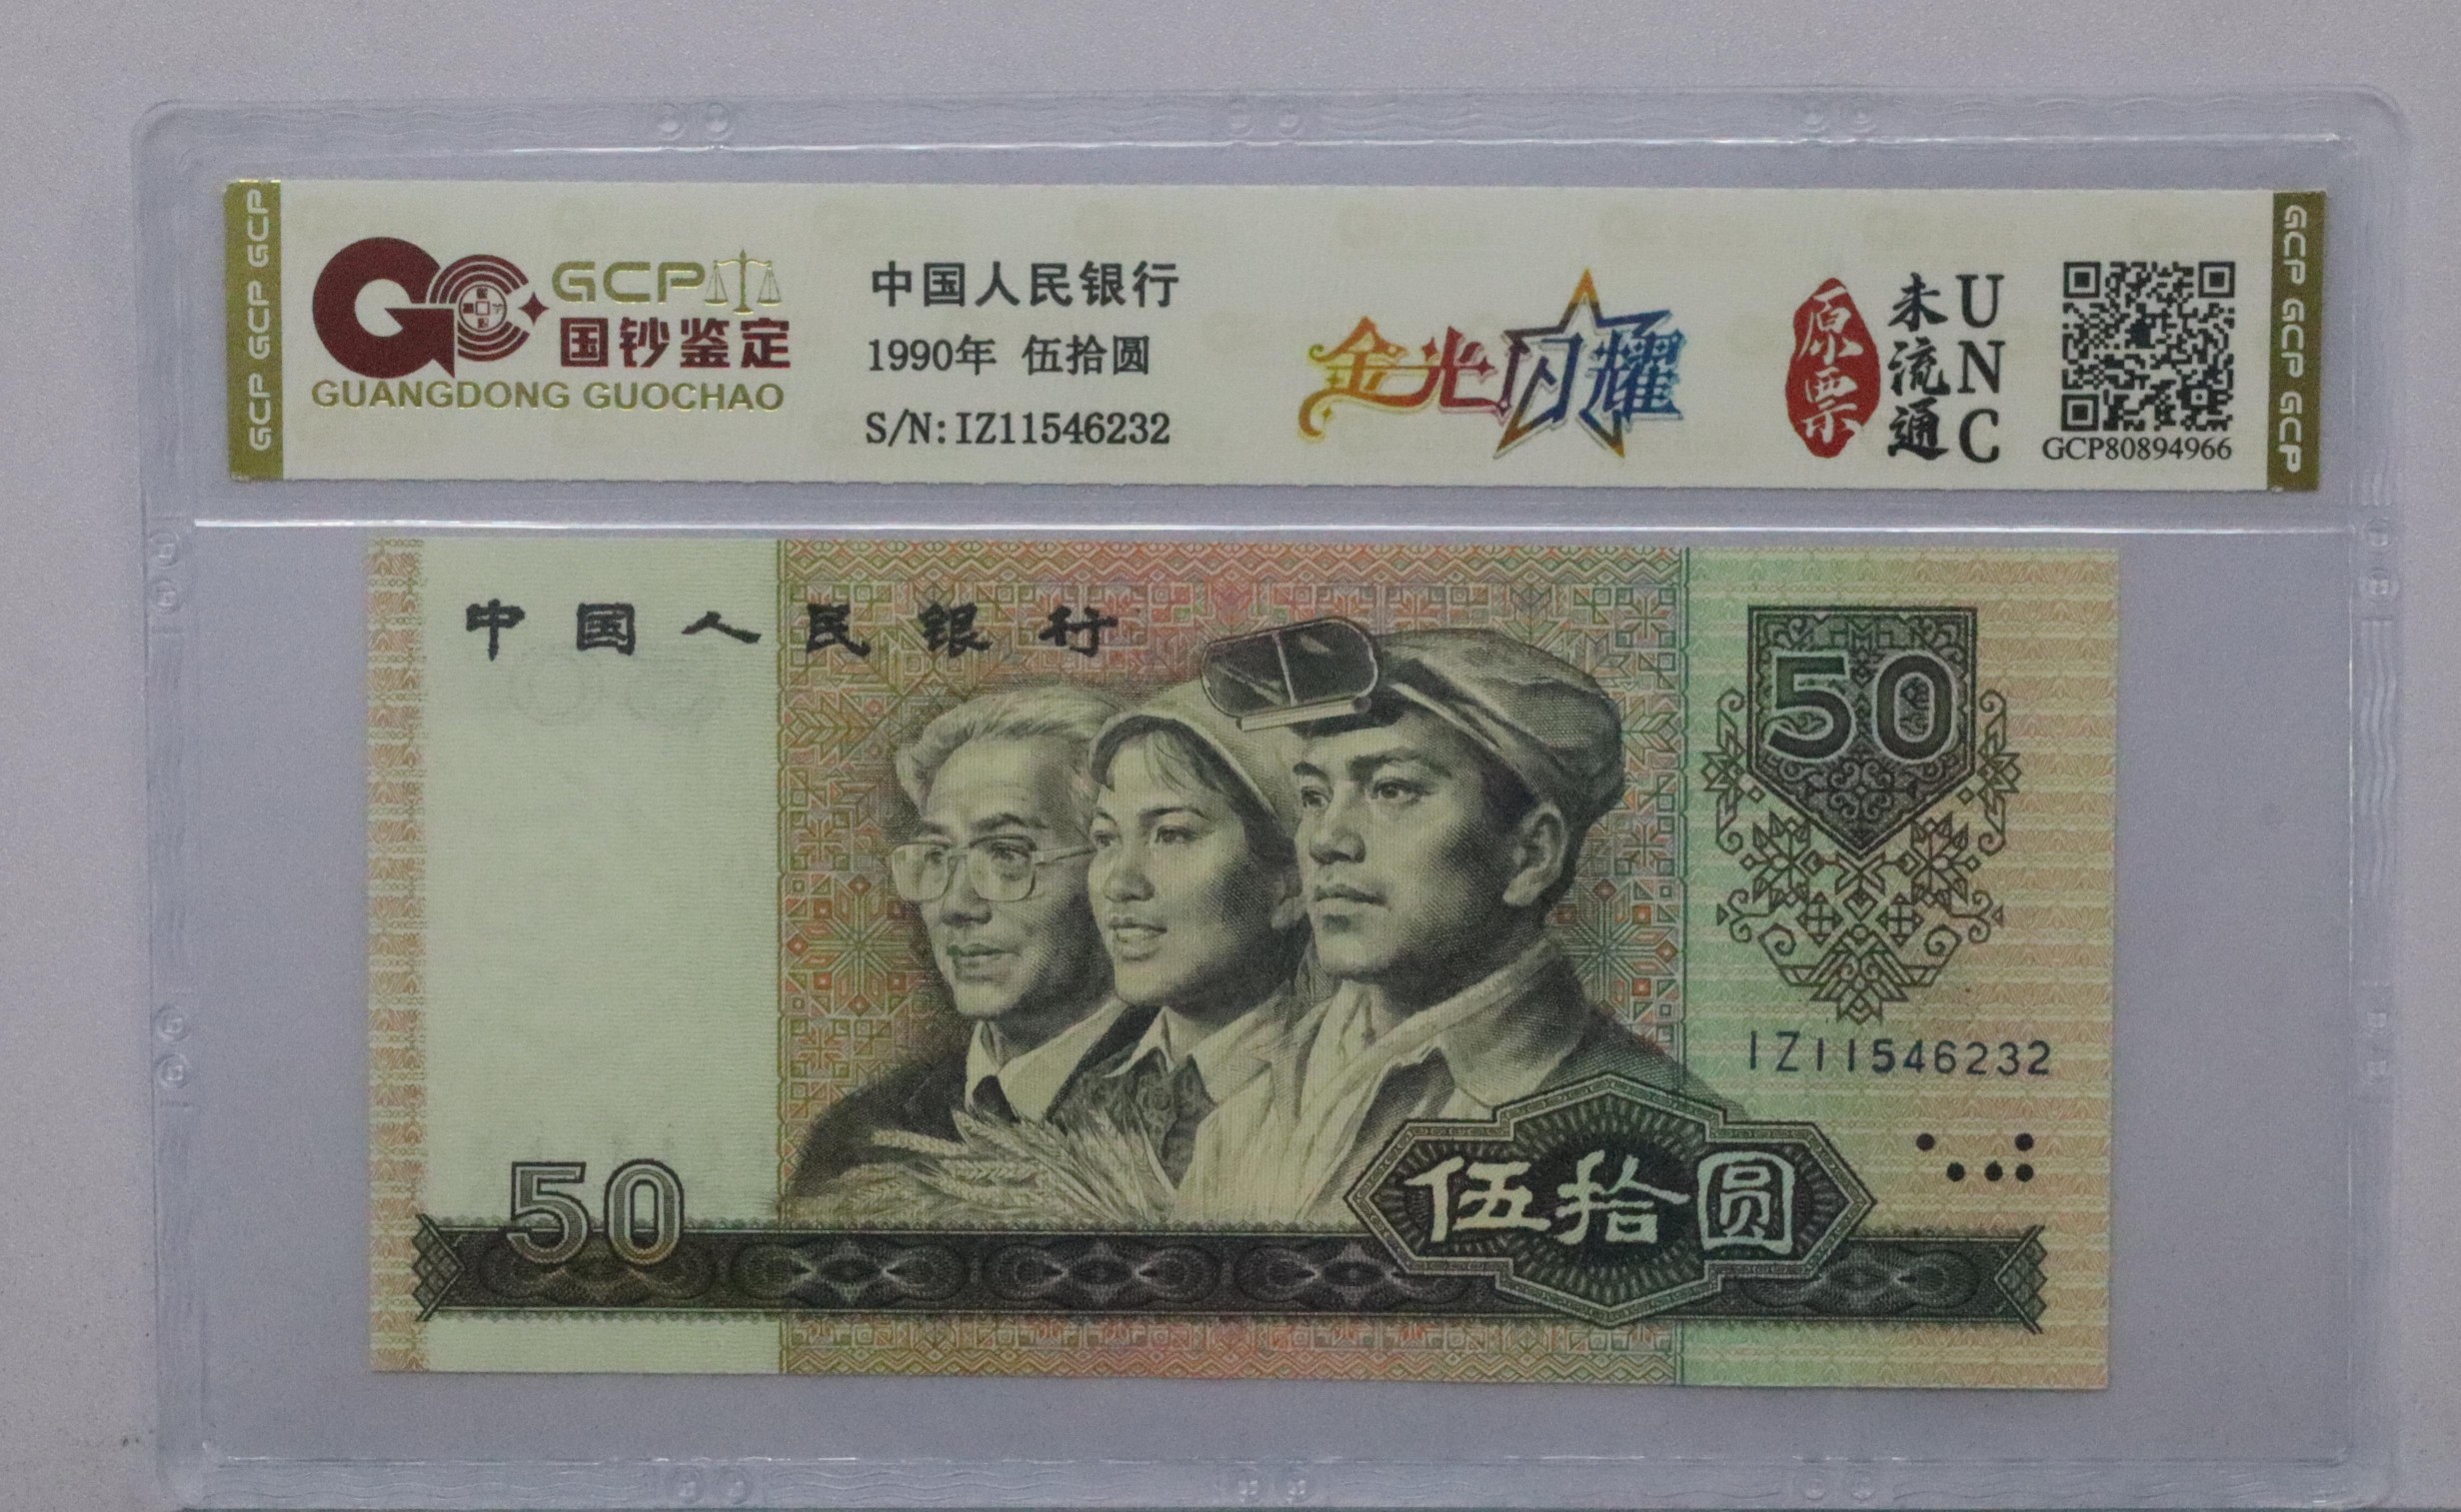 GCP GCP GCP
GCP
国钞鉴定
GUANGDONG GUOCHAO
中国人民银行
1990年 伍拾圆
S/N:IZ11546232
金光闪耀
原票
未流通
UNC
GCP80894966
GCP GCP GCP
中国人民银行
50
IZ11546232
50
伍拾圆